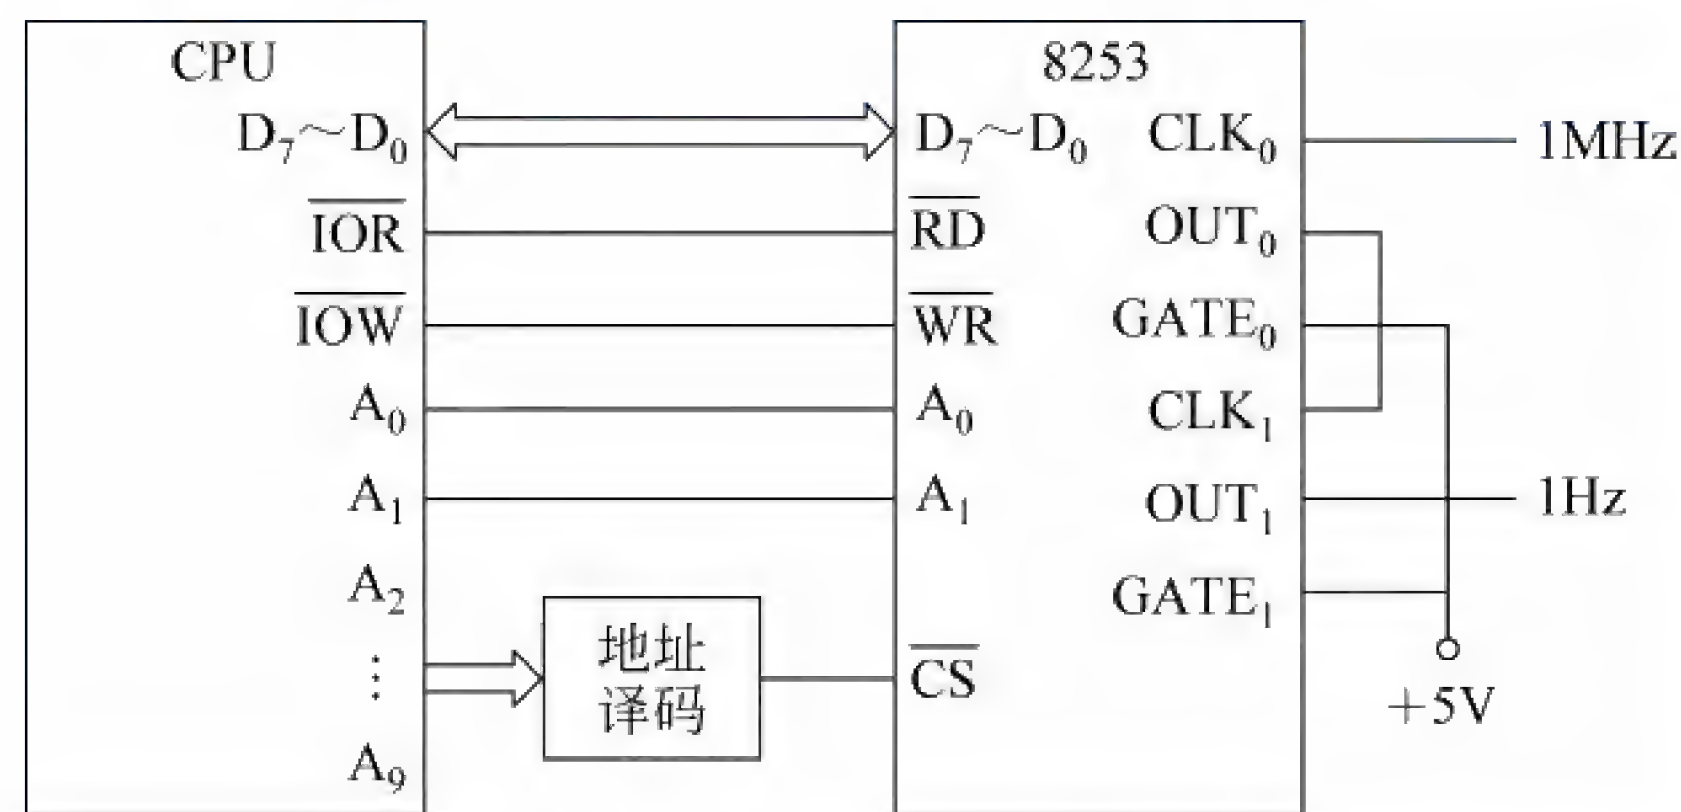 CPU
D₇～D₀
IOR
IOW
A₀
A₁
A₂
⋮
A₉
地址
译码
8253
D₇～D₀
RD
WR
A₀
A₁
CS
CLK₀
OUT₀
GATE₀
CLK₁
OUT₁
GATE₁
1MHz
1Hz
+5V